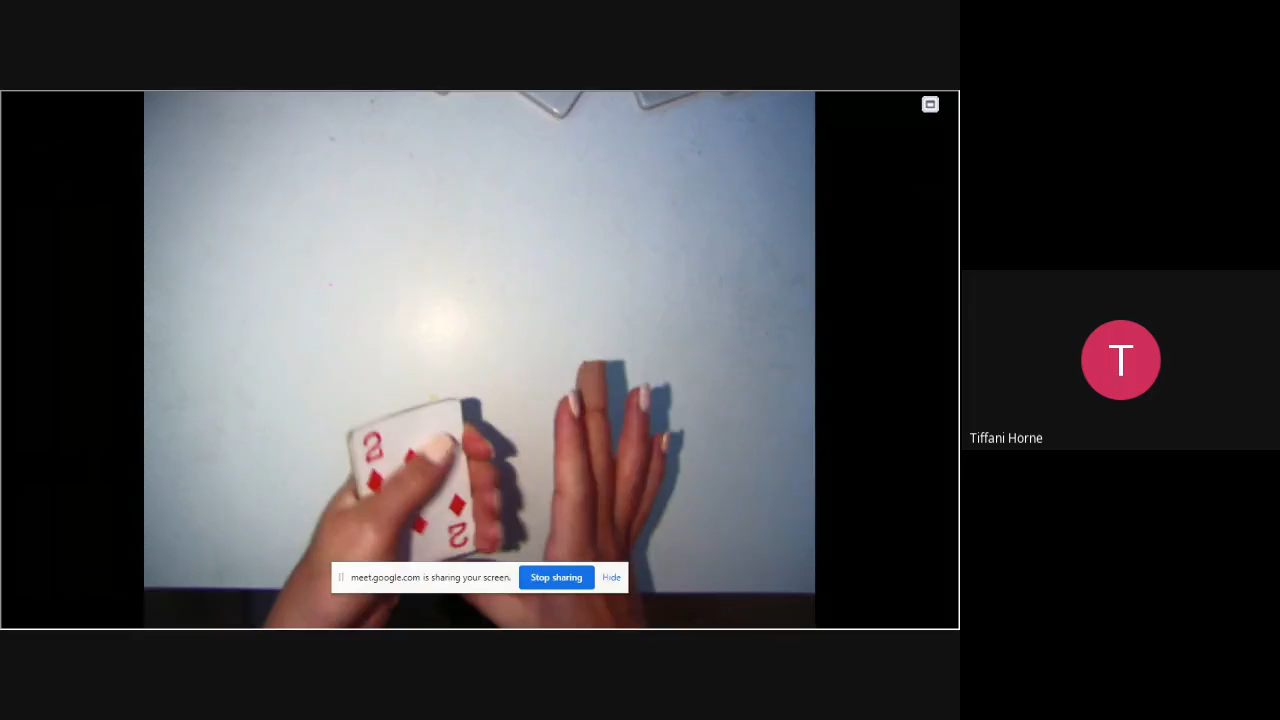 2
2
meet.google.com is sharing your screen.
Stop sharing
Hide
T
Tiffani Horne